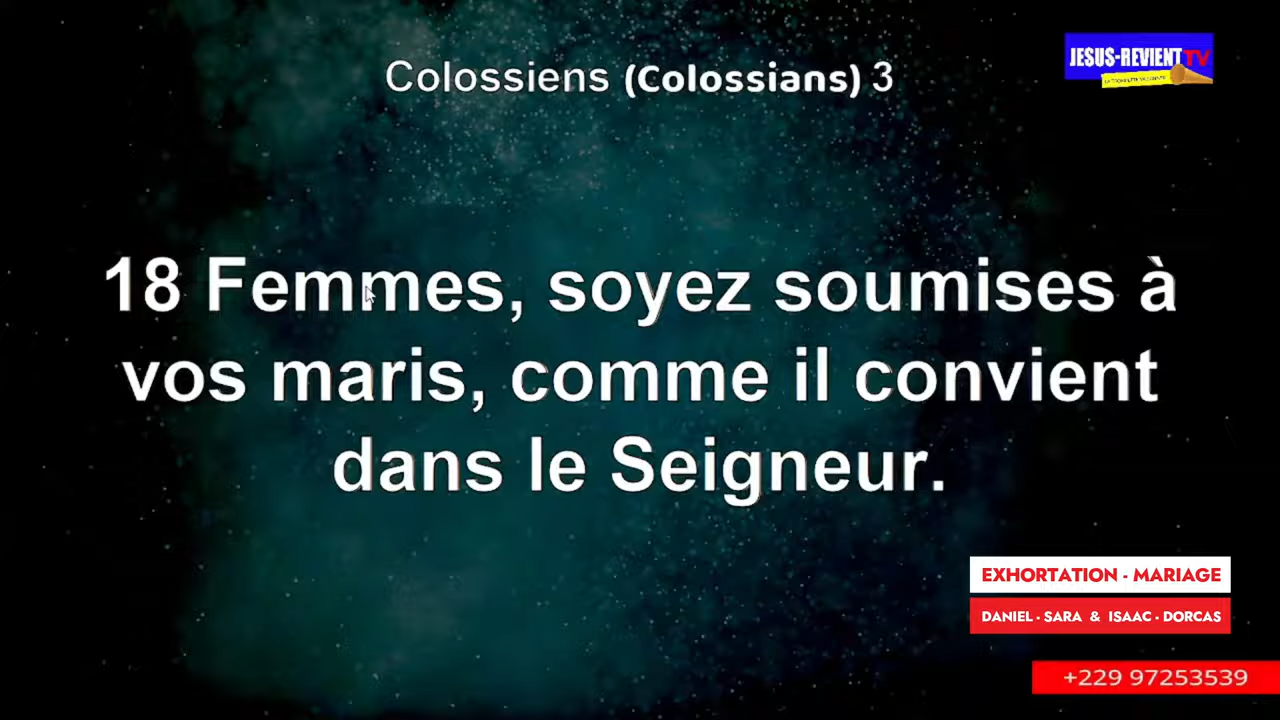 Colossiens (Colossians) 3
JESUS-REVIENT TV
18 Femmes, soyez soumises à
vos maris, comme il convient
dans le Seigneur.
EXHORTATION - MARIAGE
DANIEL - SARA & ISAAC - DORCAS
+229 97253539